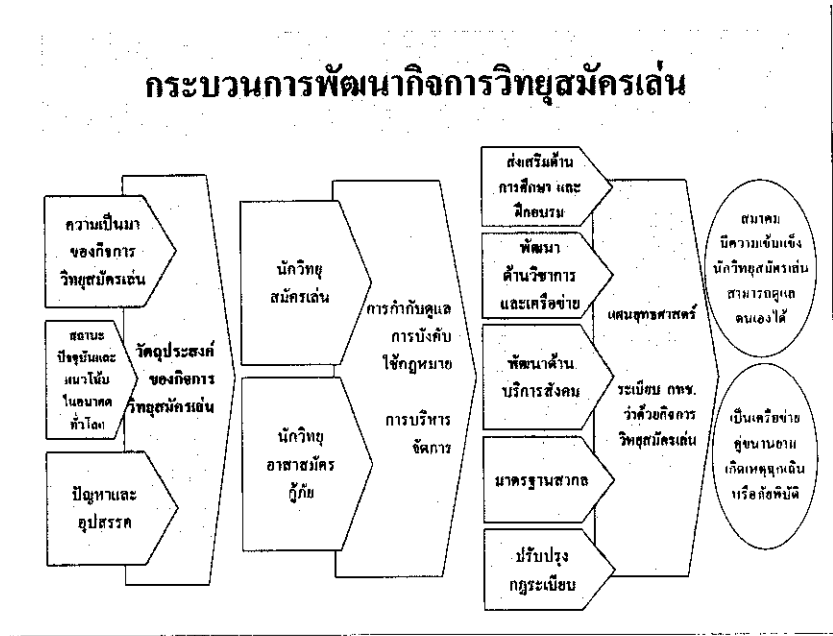 กระบวนการพัฒนากิจการวิทยุสมัครเล่น
ความเป็นมา
ของกิจการ
วิทยุสมัครเล่น
สถานะ
ปัจจุบันและ
แนวโน้ม
ในอนาคต
ทั่วโลก
ปัญหาและ
อุปสรรค
วัตถุประสงค์
ของกิจการ
วิทยุสมัครเล่น
นักวิทยุ
สมัครเล่น
นักวิทยุ
อาสาสมัคร
กู้ภัย
การกำกับดูแล
การบังคับ
ใช้กฎหมาย
การบริหาร
จัดการ
ส่งเสริมด้าน
การศึกษา และ
ฝึกอบรม
พัฒนา
ด้านวิชาการ
และเครือข่าย
พัฒนาด้าน
บริการสังคม
มาตรฐานสากล
ปรับปรุง
กฎระเบียบ
แผนยุทธศาสตร์
ระเบียบ กทช.
ว่าด้วยกิจการ
วิทยุสมัครเล่น
สมาคม
มีความเข้มแข็ง
นักวิทยุสมัครเล่น
สามารถดูแล
ตนเองได้
เป็นเครือข่าย
คู่ขนานยาม
เกิดเหตุฉุกเฉิน
หรือภัยพิบัติ